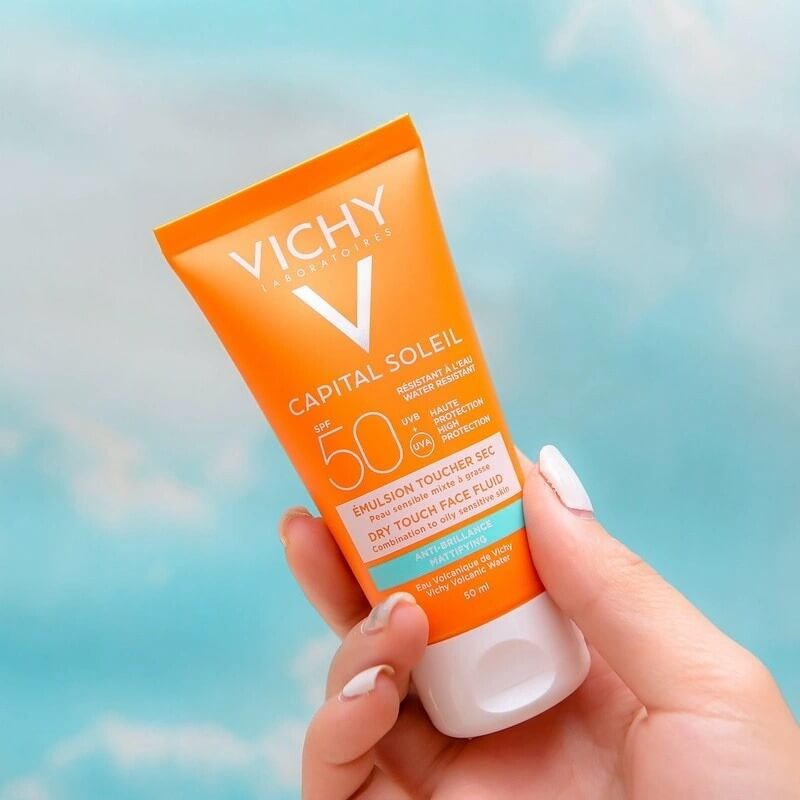 VICHY
LABORATOIRES
V
CAPITAL SOLEIL
RÉSISTANT À L'EAU
WATER RESISTANT
SPF
50
UVB
+
UVA
HAUTE
PROTECTION
HIGH
PROTECTION
ÉMULSION TOUCHER SEC
Peau sensible mixte à grasse
DRY TOUCH FACE FLUID
Combination to oily sensitive skin
ANTI-BRILLANCE
MATTIFYING
Eau Volcanique de Vichy
Vichy Volcanic Water
50 ml